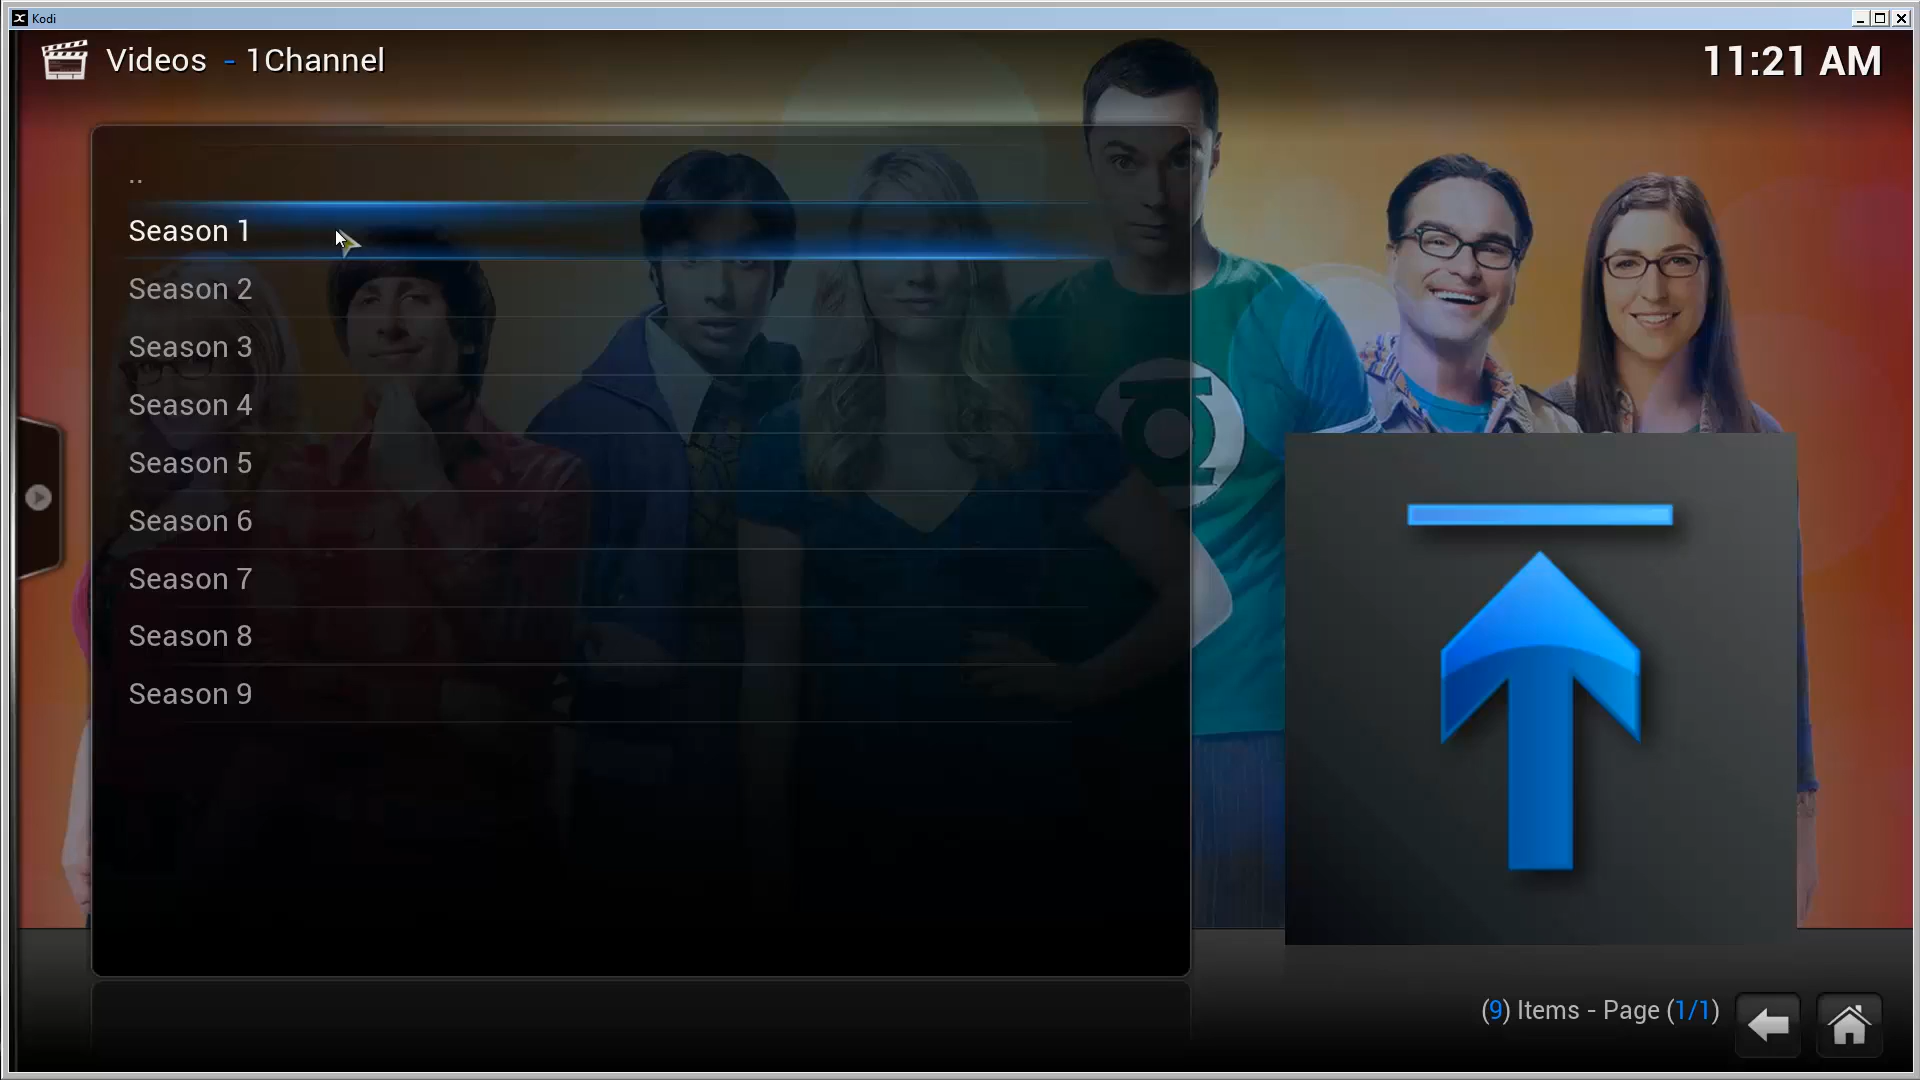 Kodi
Videos - 1Channel
11:21 AM
..
Season 1
Season 2
Season 3
Season 4
Season 5
Season 6
Season 7
Season 8
Season 9
(9) Items - Page (1/1)